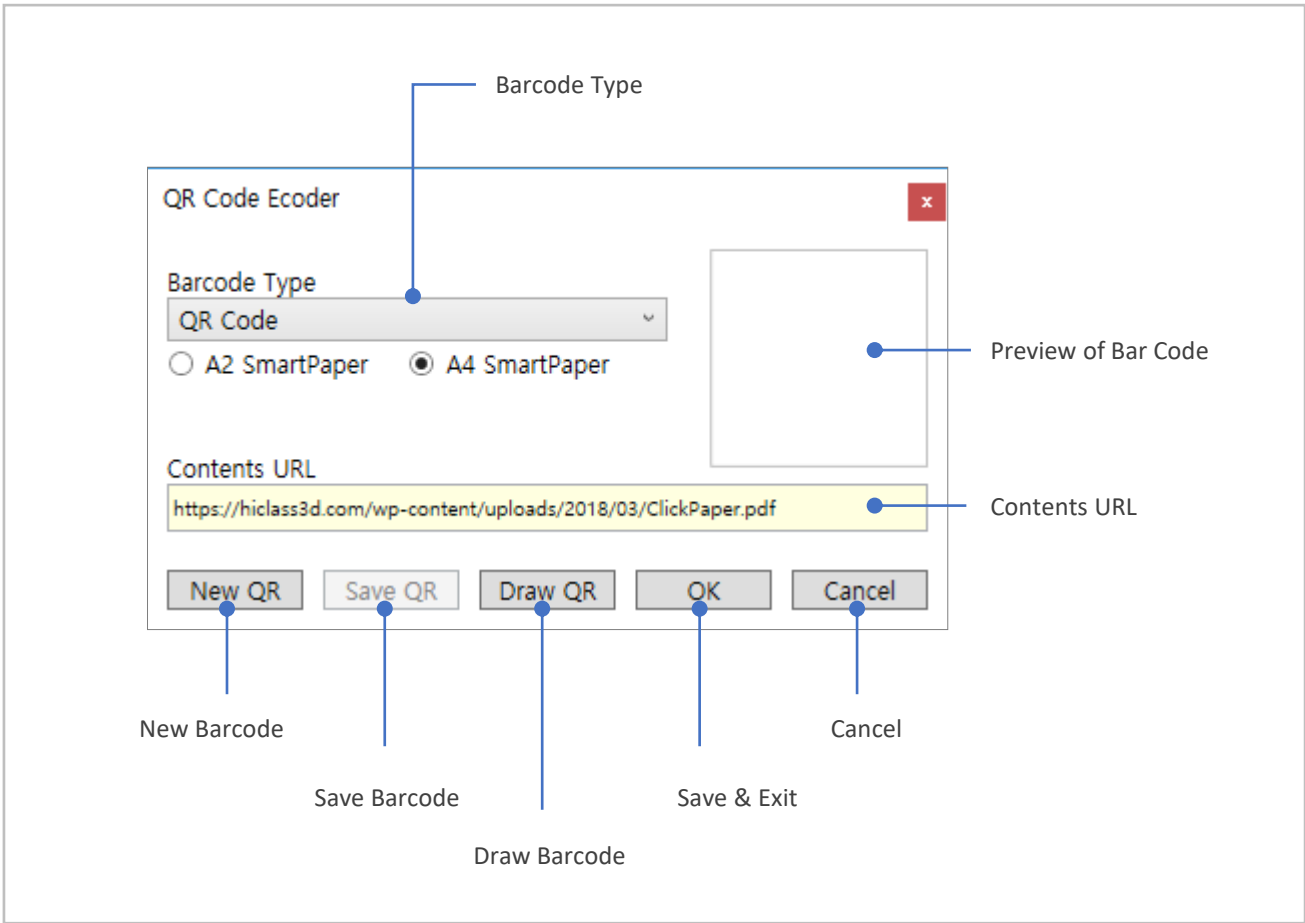 Barcode Type
QR Code Ecoder
x
Barcode Type
QR Code
A2 SmartPaper A4 SmartPaper
Preview of Bar Code
Contents URL
https://hiclass3d.com/wp-content/uploads/2018/03/ClickPaper.pdf
Contents URL
New QR Save QR Draw QR OK Cancel
New Barcode Cancel
Save Barcode Save & Exit
Draw Barcode